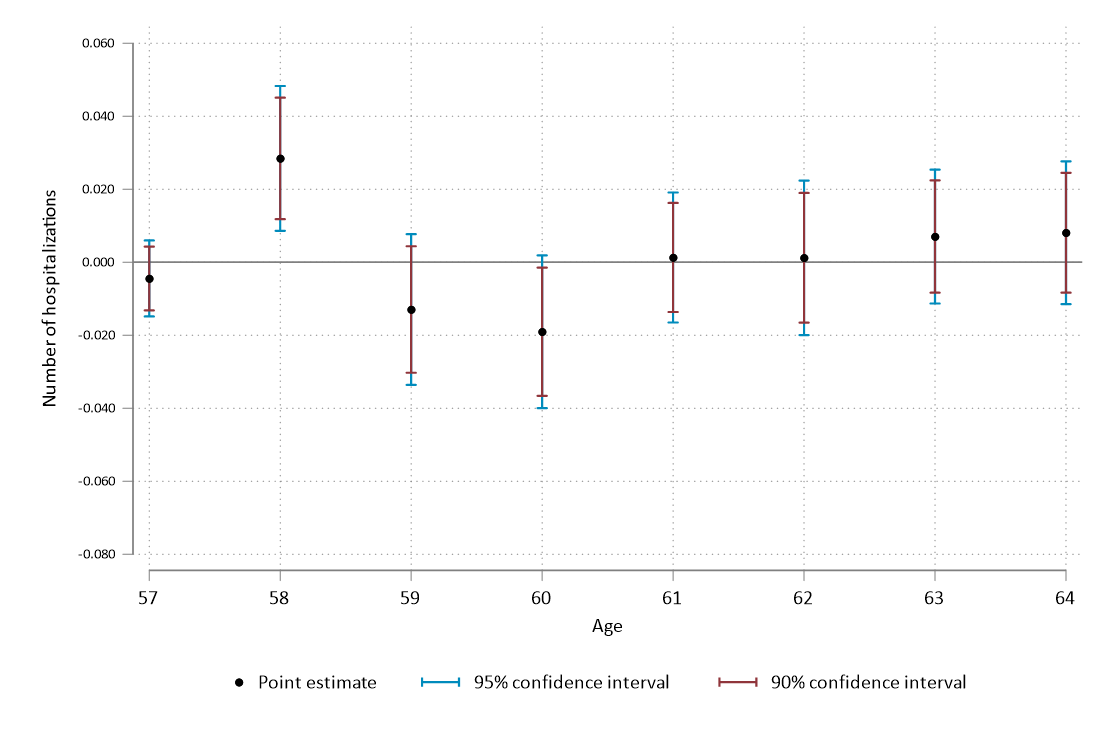 Number of hospitalizations
0.060
0.040
0.020
0.000
-0.020
-0.040
-0.060
-0.080
57 58 59 60 61 62 63 64
Age
Point estimate 95% confidence interval 90% confidence interval